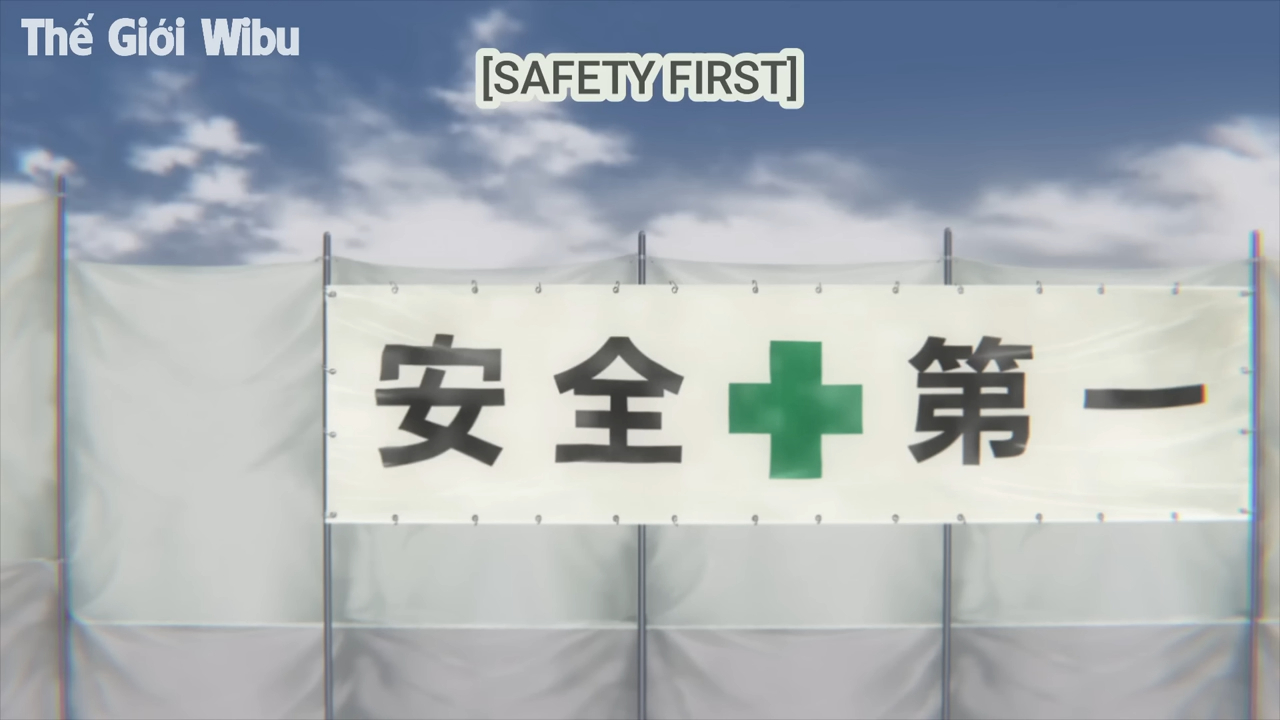 Thế Giới Wibu
[SAFETY FIRST]
安全 第一